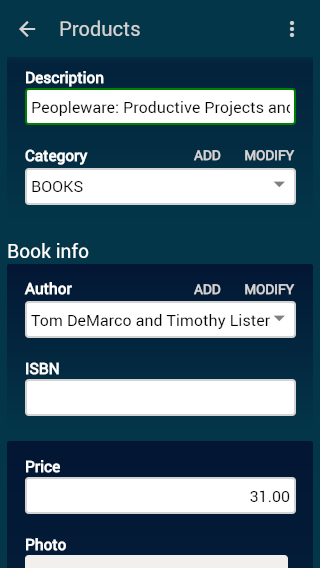 Products
Description
Peopleware: Productive Projects and
Category ADD MODIFY
BOOKS
Book info
Author ADD MODIFY
Tom DeMarco and Timothy Lister
ISBN
Price
31.00
Photo